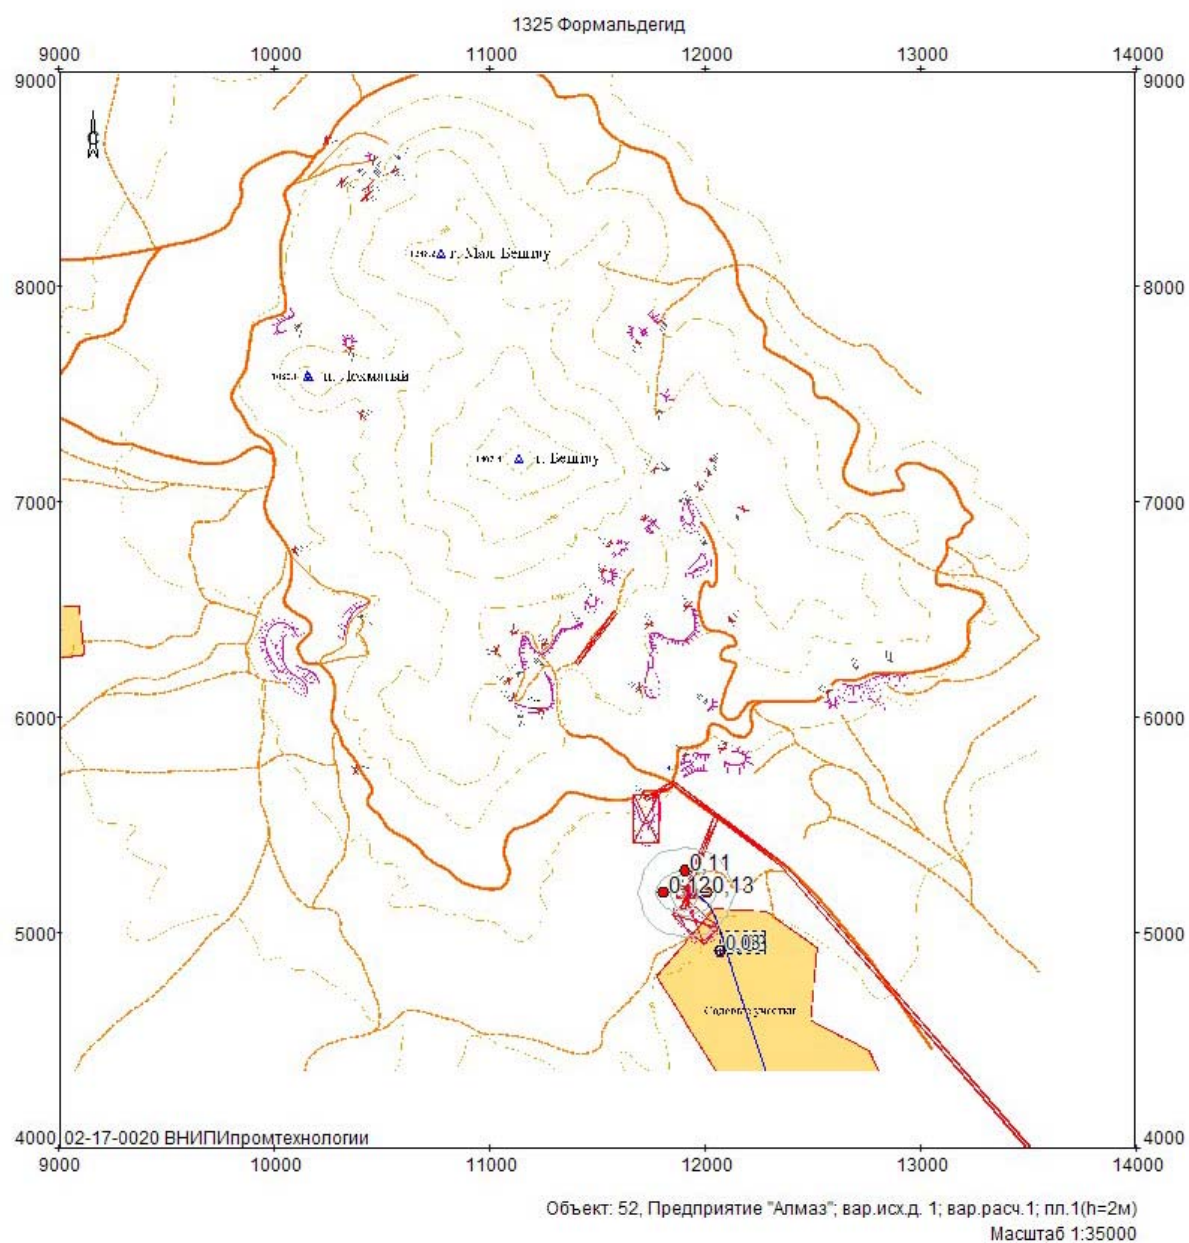 1325 Формальдегид
9000 10000 11000 12000 13000 14000
9000 9000
С
г. Мал. Бештау
8000 8000
г. Бештау
7000 7000
6000 6000
0,11
0,12 0,13
5000 5000
Садовые участки
4000 4000
02-17-0020 ВНИПИпромтехнологии
9000 10000 11000 12000 13000 14000
Объект: 52, Предприятие "Алмаз"; вар.исх.д. 1; вар.расч.1; пл.1(h=2м)
Масштаб 1:35000